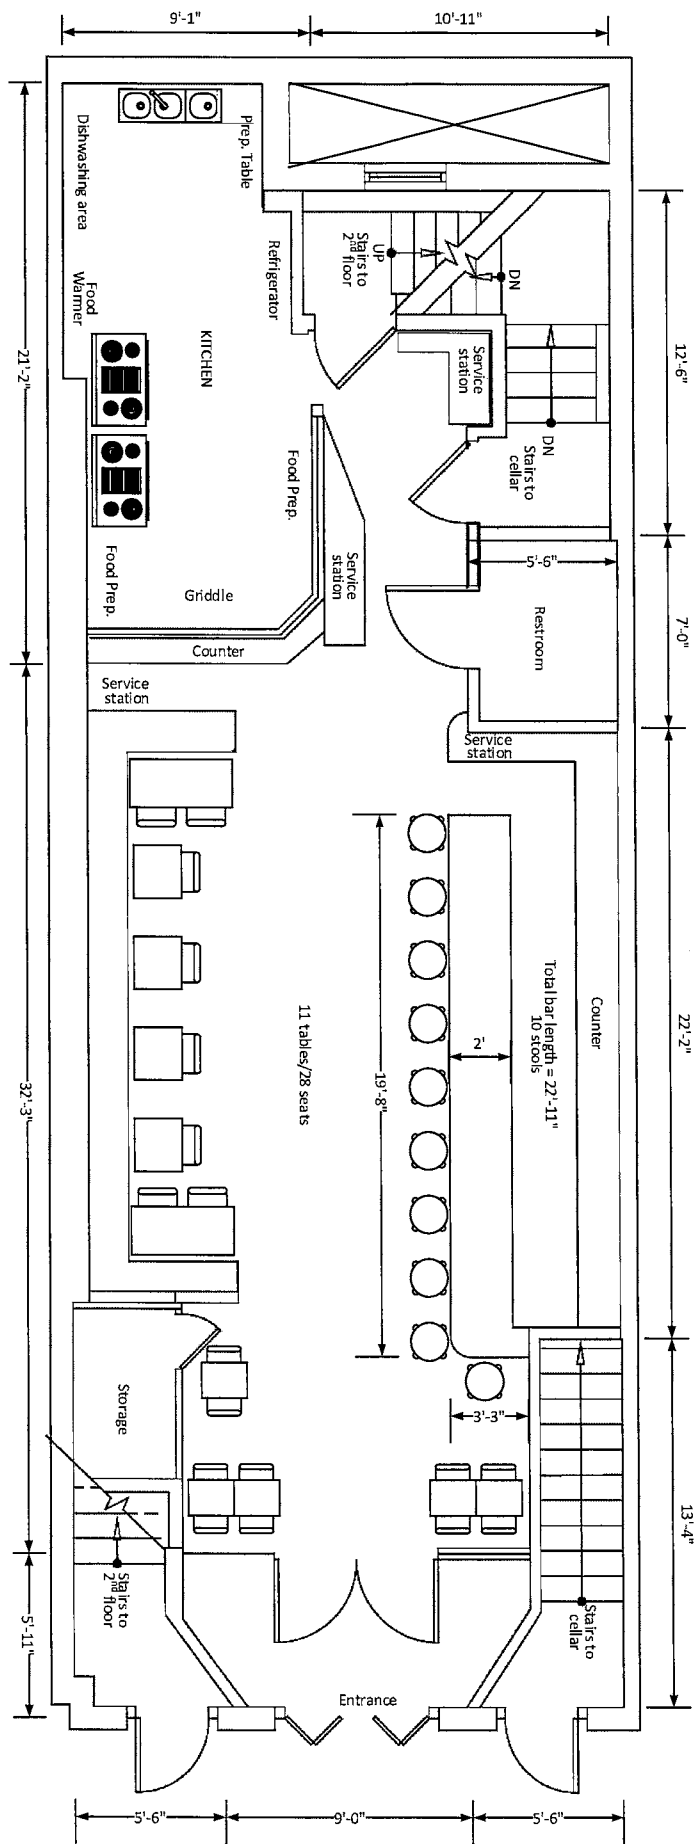 9'-1"
10'-11"
Dishwashing area
Prep. Table
Food
Warmer
Refrigerator
UP
Stairs to
2nd floor
DN
KITCHEN
Service
station
21'-2"
12'-6"
DN
Stairs to
cellar
Food Prep.
Food Prep.
Griddle
Service
station
5'-6"
Restroom
7'-0"
Counter
Service
station
Service
station
Total bar length = 22'-11"
10 stools
Counter
11 tables/28 seats
2'
19'-8"
22'-2"
32'-3"
Storage
3'-3"
13'-4"
Stairs to
2nd floor
Stairs to
cellar
5'-11"
Entrance
5'-6"
9'-0"
5'-6"